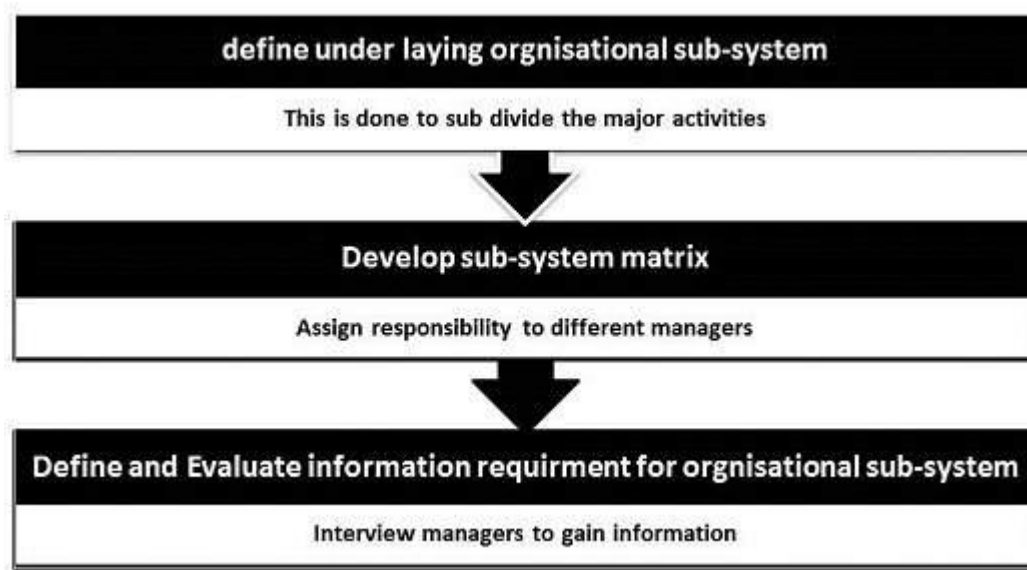 define under laying orgnisational sub-system
This is done to sub divide the major activities
Develop sub-system matrix
Assign responsibility to different managers
Define and Evaluate information requirment for orgnisational sub-system
Interview managers to gain information